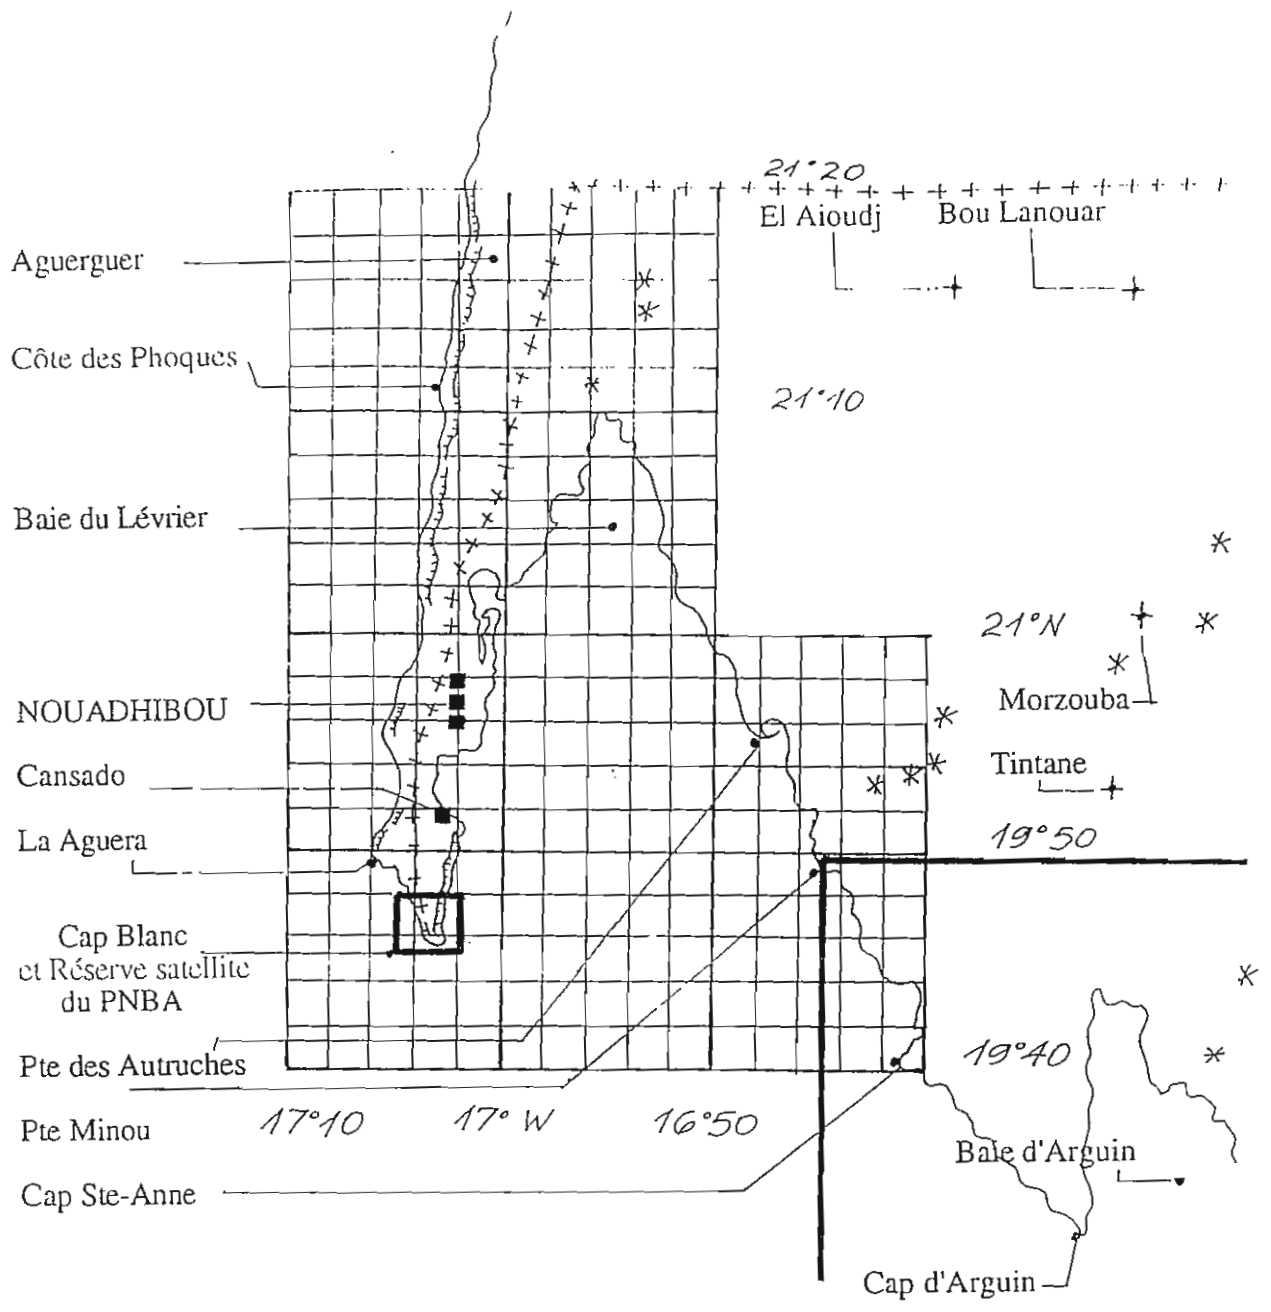 21°20
El Aioudj
Bou Lanouar
Aguerguer
Côte des Phoques
21°10
Baie du Lévrier
21°N
NOUADHIBOU
Morzouba
Cansado
Tintane
La Aguera
19°50
Cap Blanc
et Réserve satellite
du PNBA
Pte des Autruches
19°40
Pte Minou
17°10
17° W
16°50
Baie d'Arguin
Cap Ste-Anne
Cap d'Arguin